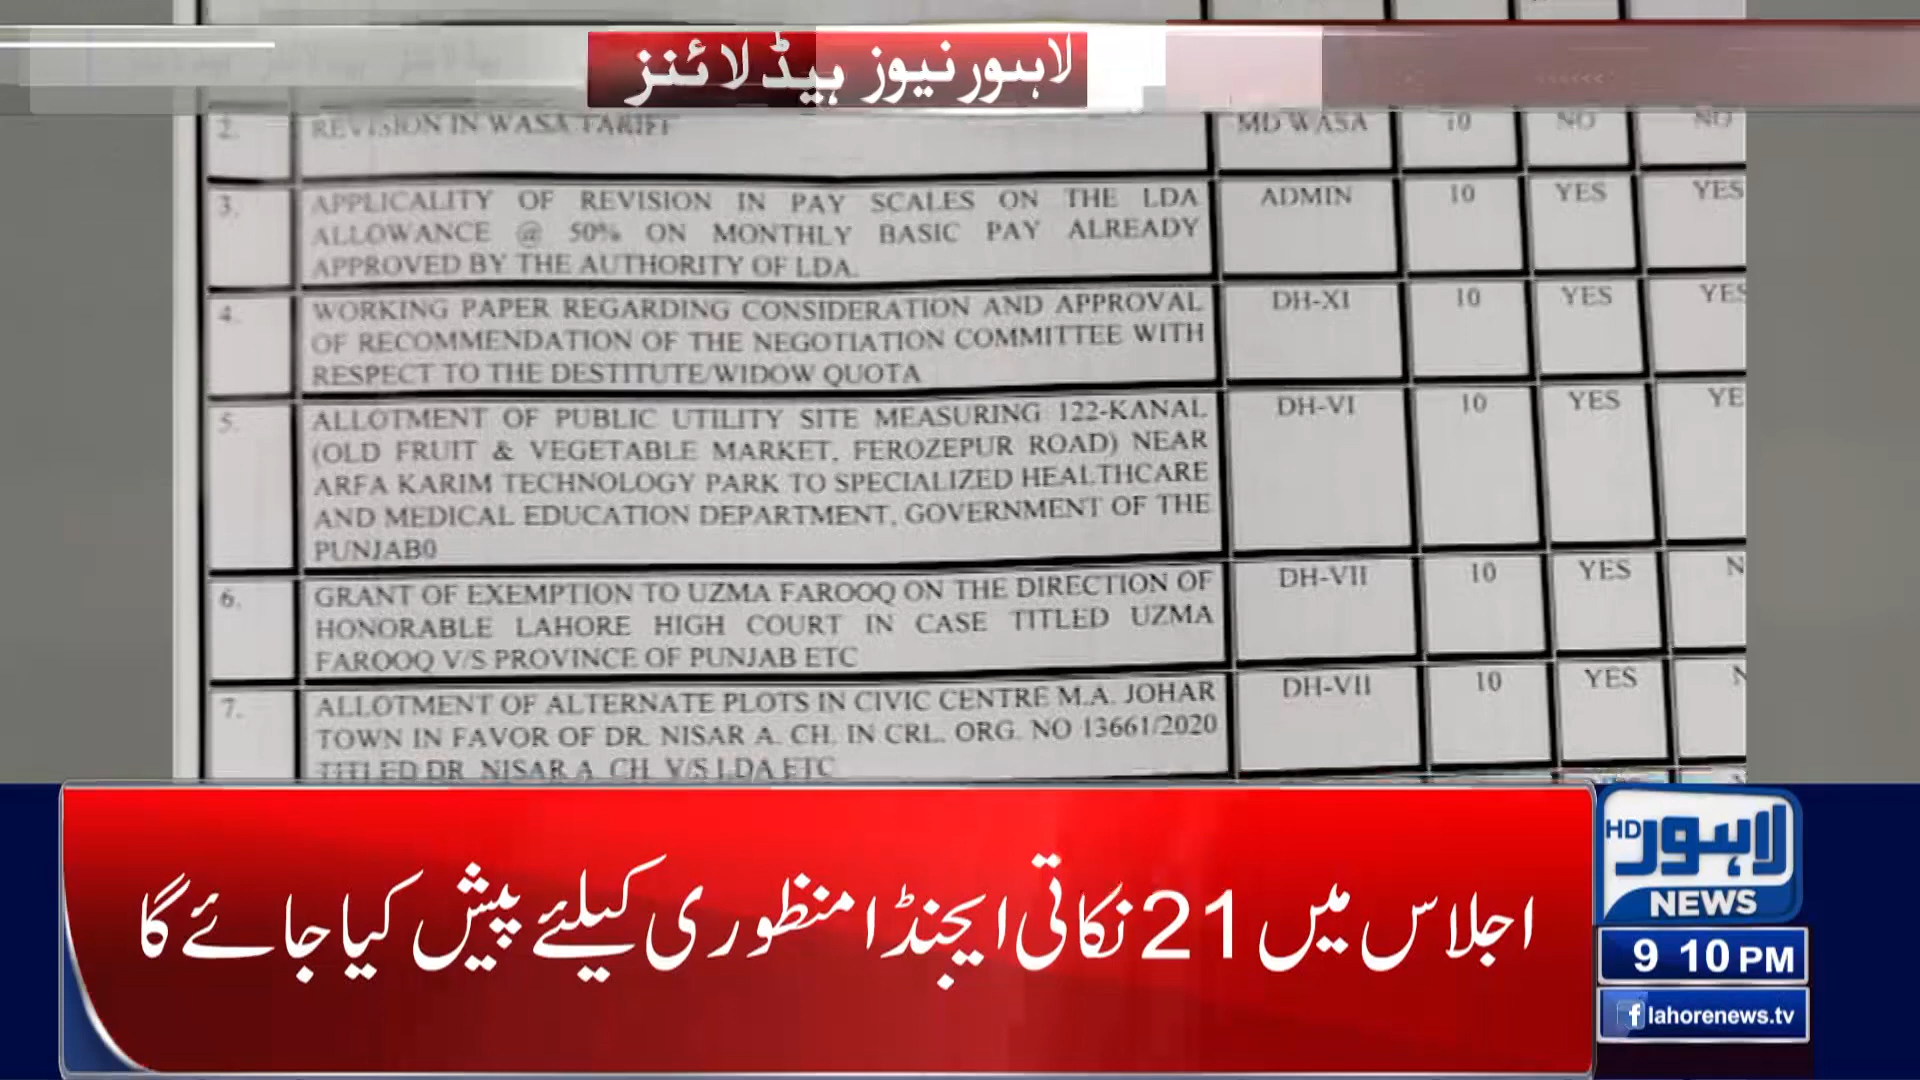 لاہور نیوز ہیڈ لائنز
2. REVISION IN WASA TARIFF MD WASA 10 NO NO
3. APPLICALITY OF REVISION IN PAY SCALES ON THE LDA ADMIN 10 YES YES
ALLOWANCE @ 50% ON MONTHLY BASIC PAY ALREADY
APPROVED BY THE AUTHORITY OF LDA.
4. WORKING PAPER REGARDING CONSIDERATION AND APPROVAL DH-XI 10 YES YES
OF RECOMMENDATION OF THE NEGOTIATION COMMITTEE WITH
RESPECT TO THE DESTITUTE/WIDOW QUOTA
5. ALLOTMENT OF PUBLIC UTILITY SITE MEASURING 122-KANAL DH-VI 10 YES YE
(OLD FRUIT & VEGETABLE MARKET, FEROZEPUR ROAD) NEAR
ARFA KARIM TECHNOLOGY PARK TO SPECIALIZED HEALTHCARE
AND MEDICAL EDUCATION DEPARTMENT, GOVERNMENT OF THE
PUNJAB0
6. GRANT OF EXEMPTION TO UZMA FAROOQ ON THE DIRECTION OF DH-VII 10 YES N
HONORABLE LAHORE HIGH COURT IN CASE TITLED UZMA
FAROOQ V/S PROVINCE OF PUNJAB ETC
7. ALLOTMENT OF ALTERNATE PLOTS IN CIVIC CENTRE M.A. JOHAR DH-VII 10 YES N
TOWN IN FAVOR OF DR. NISAR A. CH. IN CRL. ORG. NO 13661/2020
TITLED DR. NISAR A. CH. V/S LDA ETC
اجلاس میں 21 نکاتی ایجنڈا منظوری کیلئے پیش کیا جائے گا
لاہور HD
NEWS
9 10 PM
lahorenews.tv